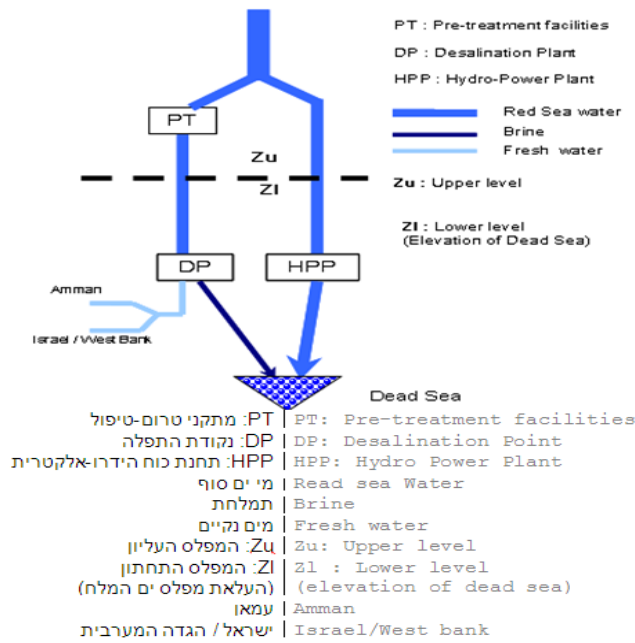 PT : Pre-treatment facilities
DP : Desalination Plant
HPP : Hydro-Power Plant
PT
Red Sea water
Brine
Fresh water
Zu
Zl
Zu : Upper level
Zl : Lower level
(Elevation of Dead Sea)
DP
HPP
Amman
Israel / West Bank
Dead Sea
PT: מתקני טרום-טיפול | PT: Pre-treatment facilities
DP: נקודת התפלה | DP: Desalination Point
HPP: תחנת כוח הידרו-אלקטרית | HPP: Hydro Power Plant
מי ים סוף | Read sea Water
תמלחת | Brine
מים נקיים | Fresh water
Zu: המפלס העליון | Zu: Upper level
Zl: המפלס התחתון | Zl : Lower level
(העלאת מפלס ים המלח) | (elevation of dead sea)
עמאן | Amman
ישראל / הגדה המערבית | Israel/West bank